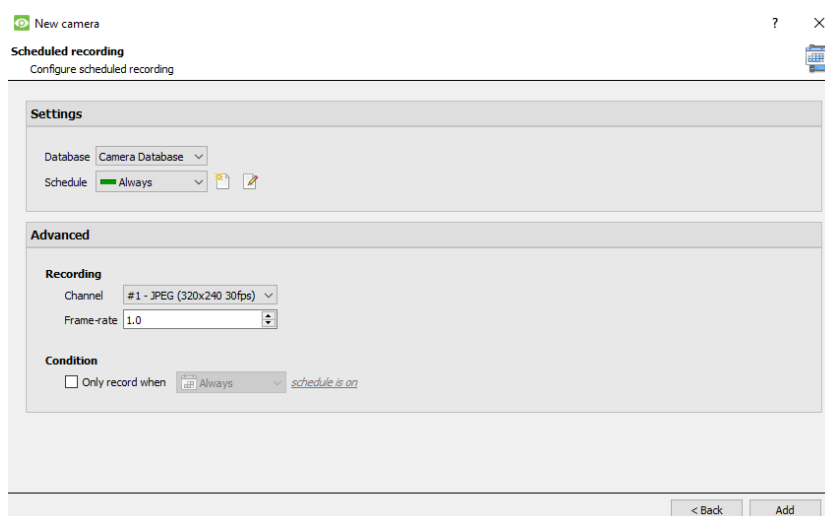 New camera
?
Scheduled recording
Configure scheduled recording
Settings
Database Camera Database
Schedule Always
Advanced
Recording
Channel #1 - JPEG (320x240 30fps)
Frame-rate 1.0
Condition
Only record when Always schedule is on
< Back Add